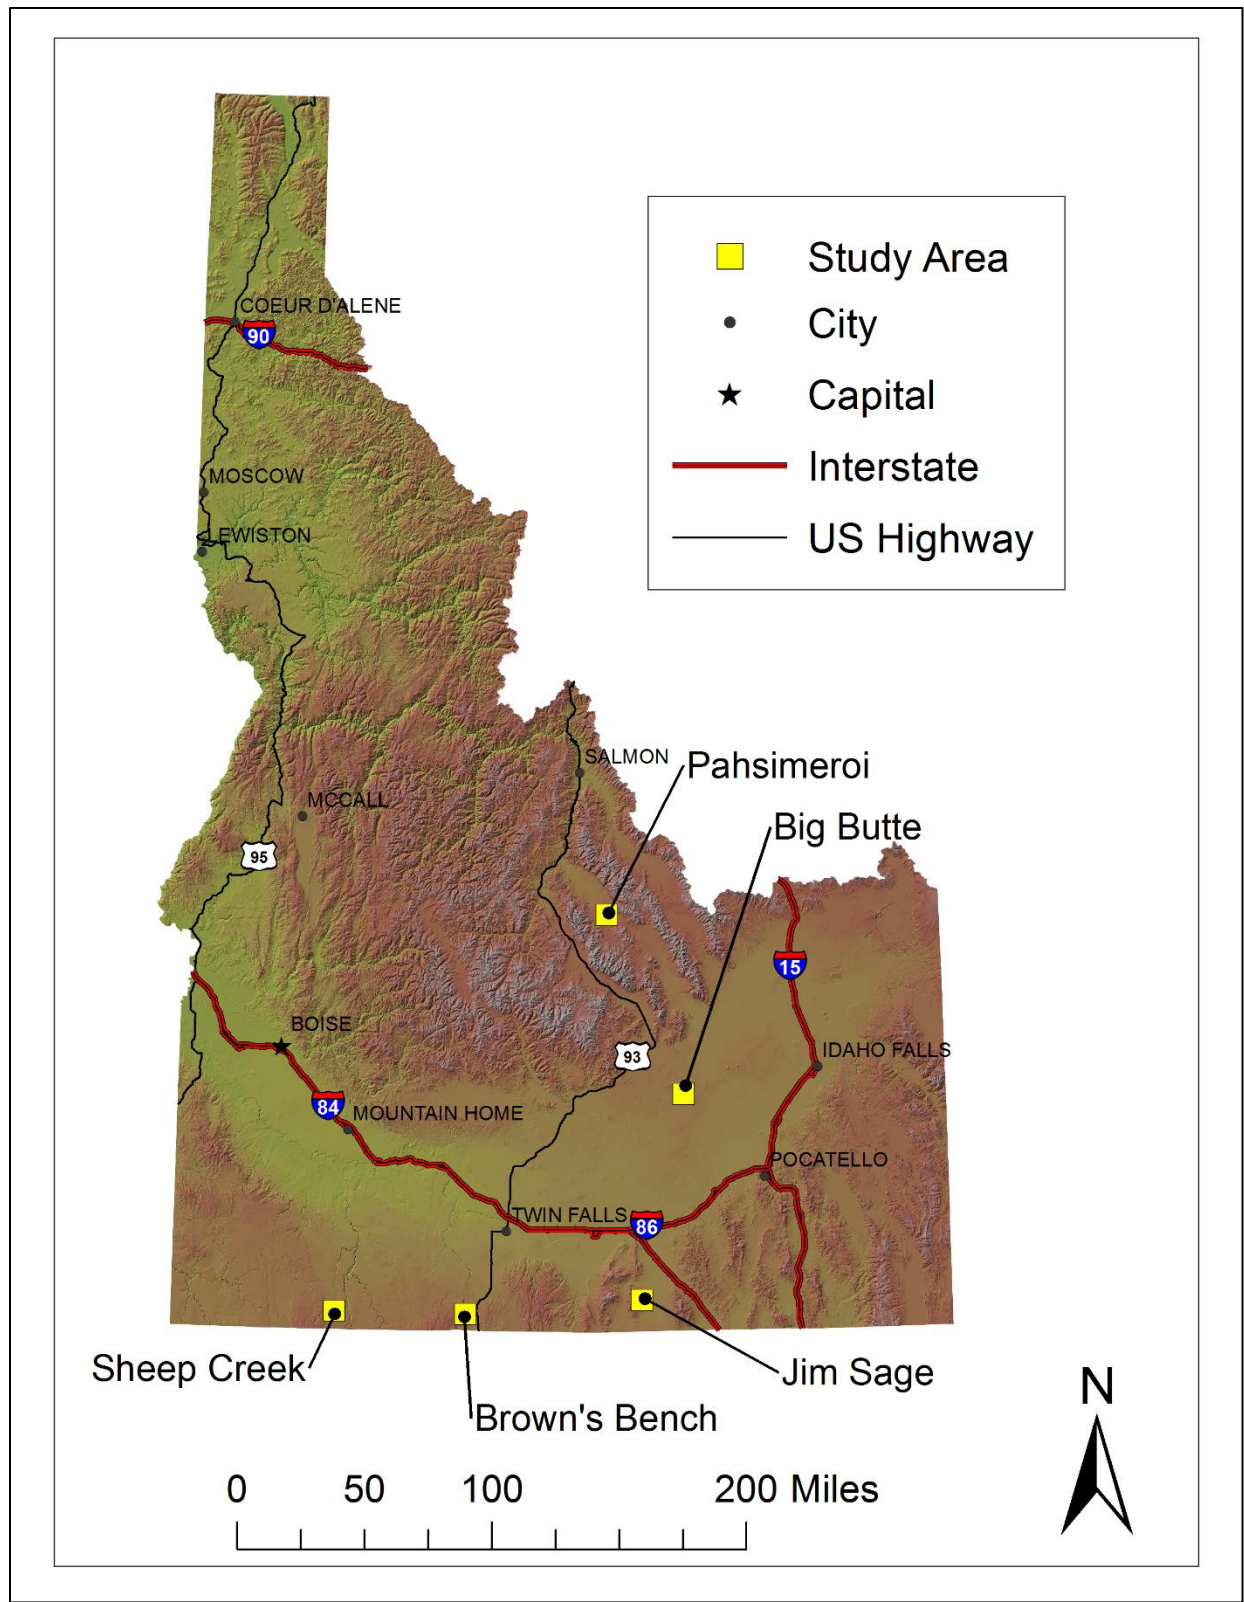 COEUR D'ALENE
90
Study Area
City
Capital
Interstate
US Highway
MOSCOW
LEWISTON
SALMON
Pahsimeroi
MCCALL
Big Butte
95
15
BOISE
93
IDAHO FALLS
84
MOUNTAIN HOME
POCATELLO
TWIN FALLS
86
Sheep Creek
Jim Sage
Brown's Bench
N
0 50 100 200 Miles